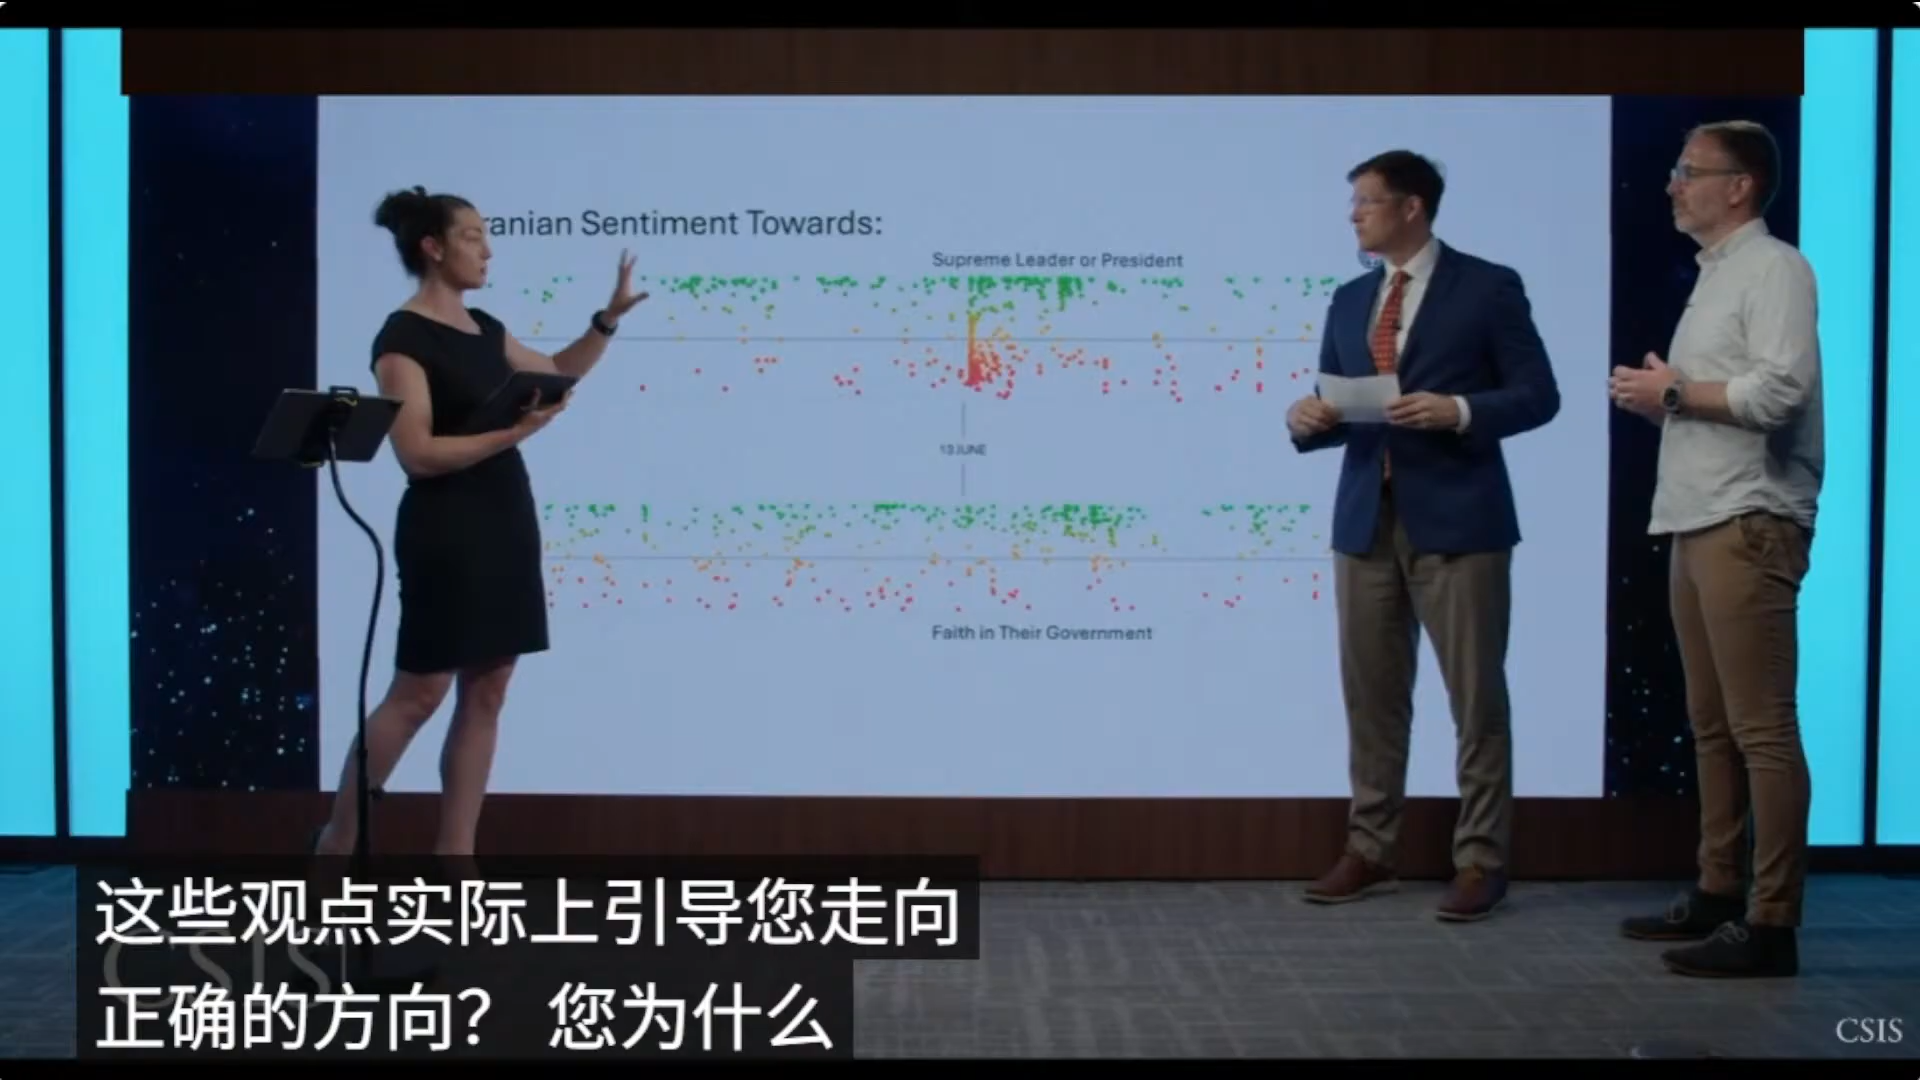 ranian Sentiment Towards:
Supreme Leader or President
13 JUNE
Faith in Their Government
这些观点实际上引导您走向
正确的方向？ 您为什么
CSIS
CSIS